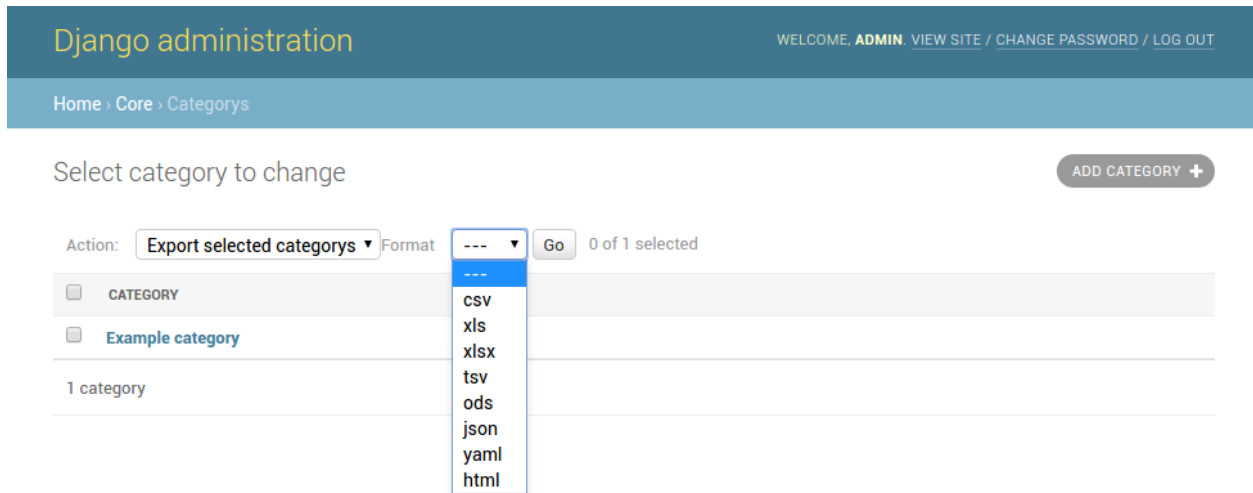 Django administration
WELCOME, ADMIN. VIEW SITE / CHANGE PASSWORD / LOG OUT
Home › Core › Categorys
Select category to change
ADD CATEGORY +
Action: Export selected categorys ▼ Format --- ▼ Go 0 of 1 selected
---
CATEGORY
csv
xls
Example category
xlsx
tsv
1 category
ods
json
yaml
html